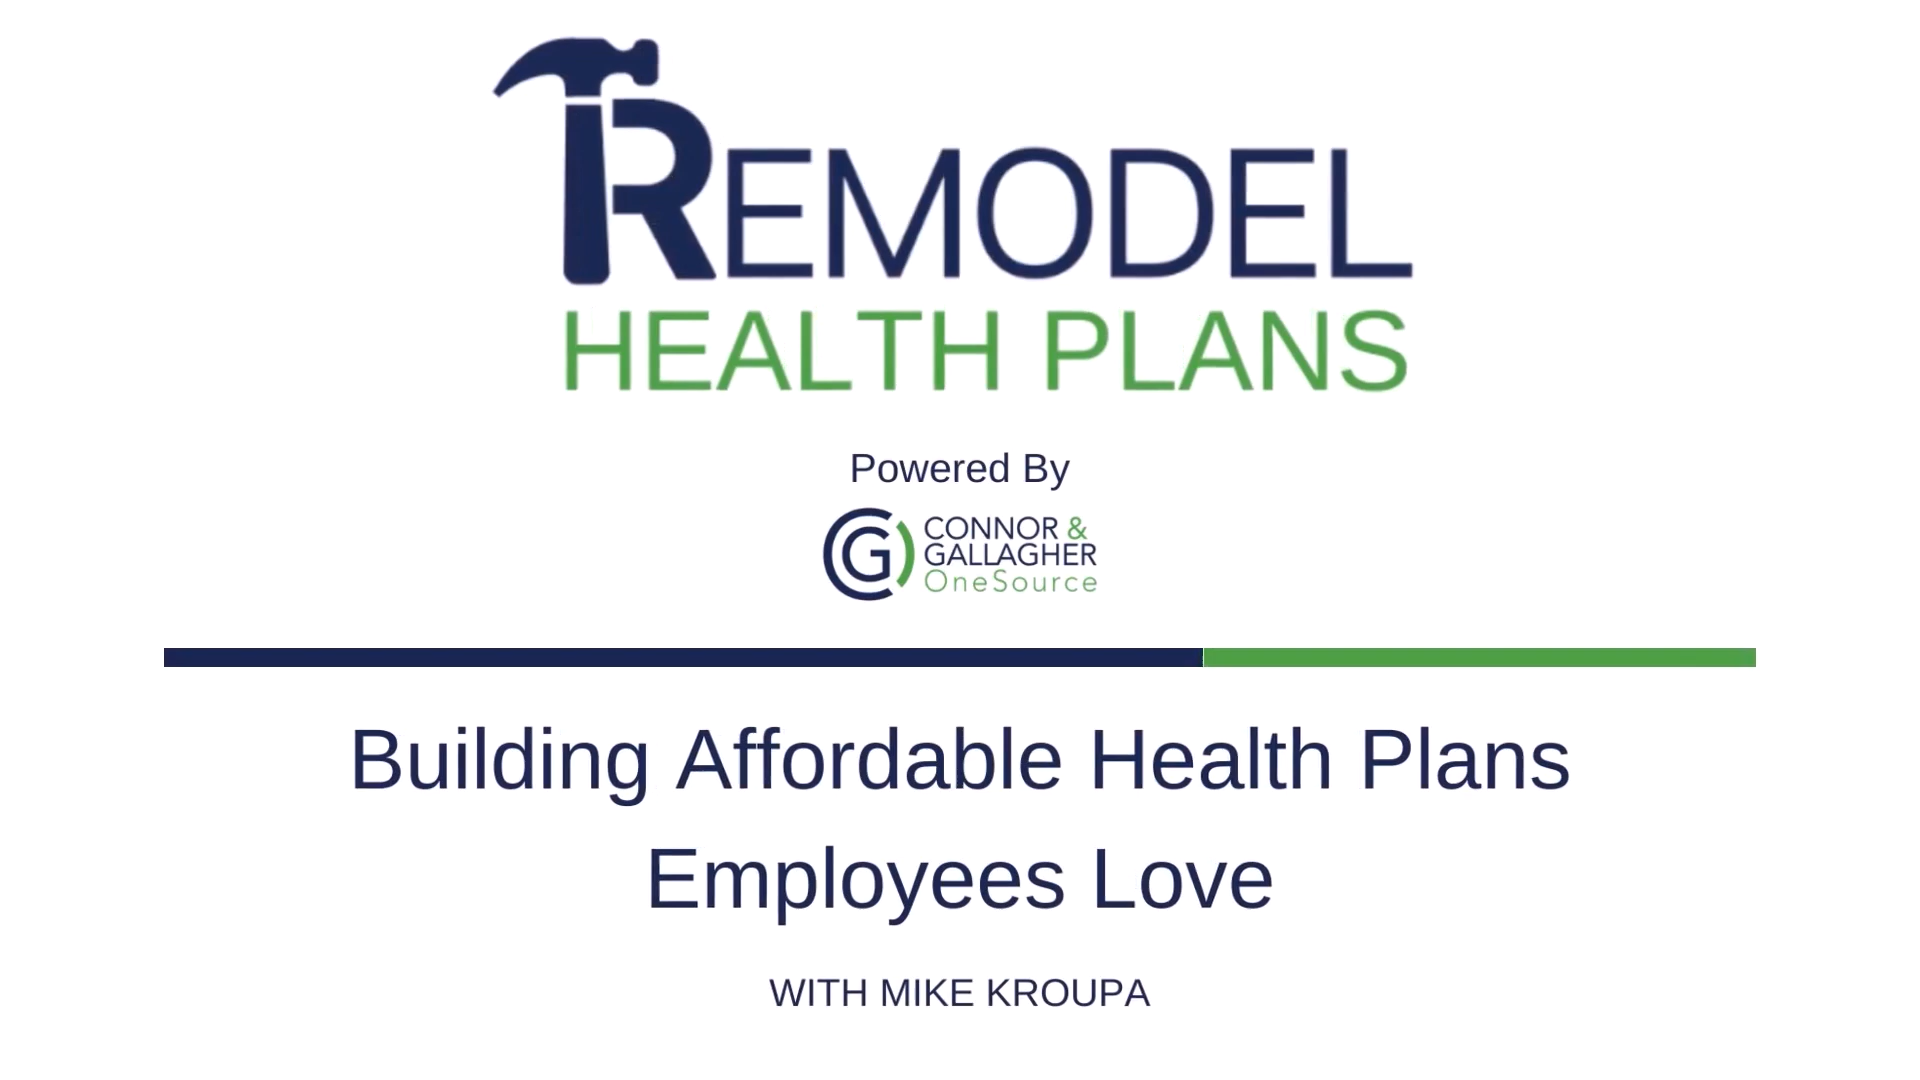 REMODEL
HEALTH PLANS
Powered By
CONNOR &
GALLAGHER
OneSource
Building Affordable Health Plans
Employees Love
WITH MIKE KROUPA